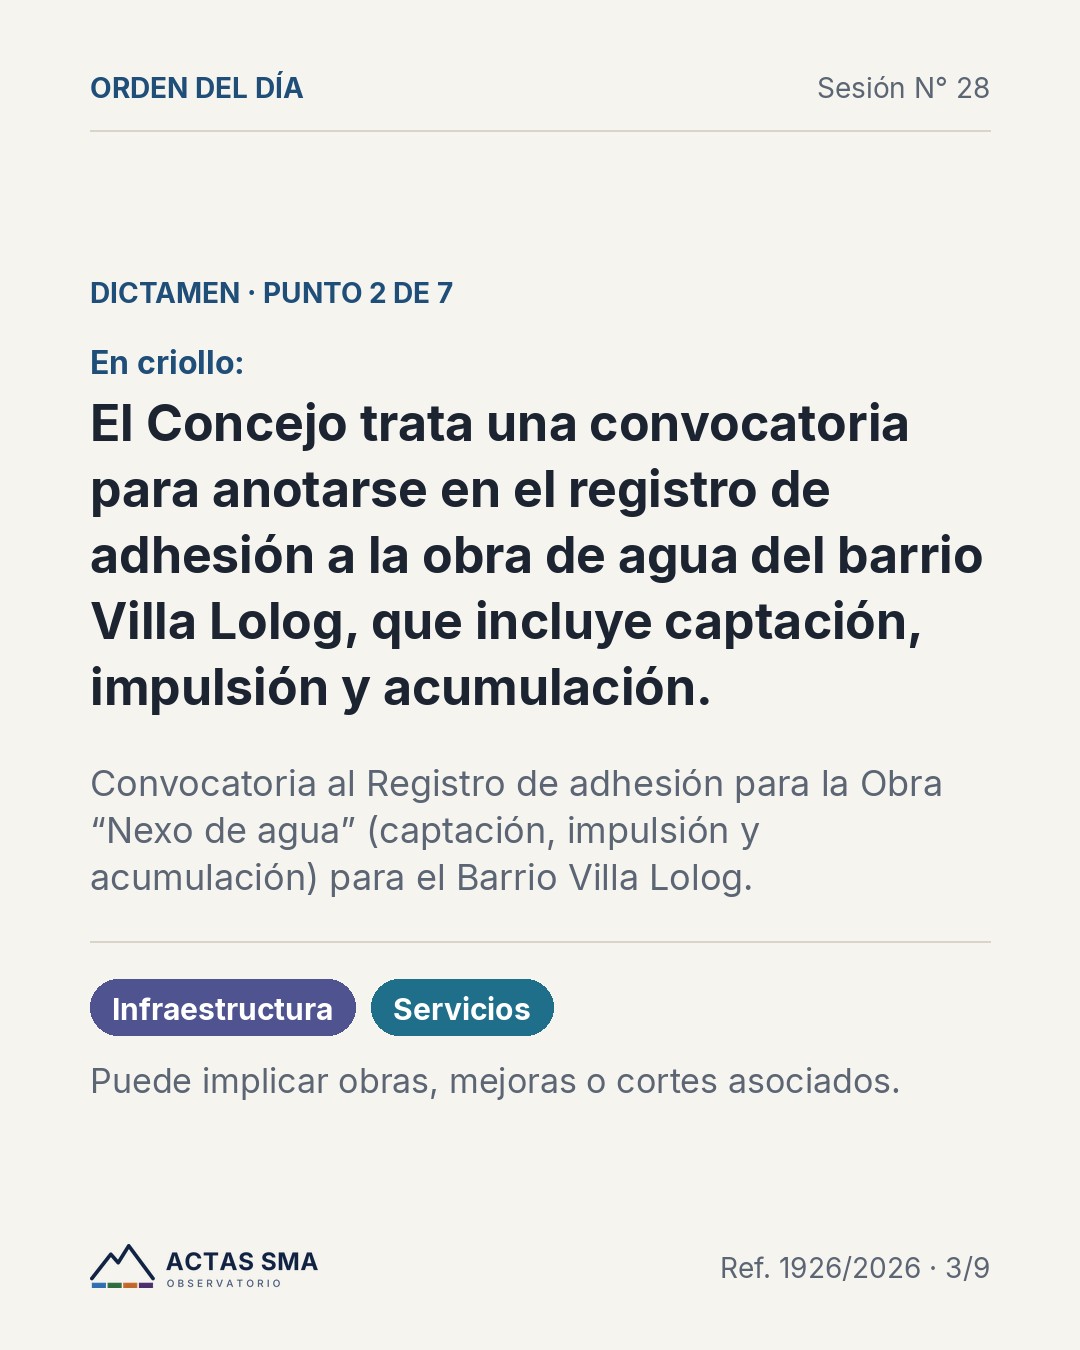 ORDEN DEL DÍA
Sesión N° 28
DICTAMEN · PUNTO 2 DE 7
En criollo:
El Concejo trata una convocatoria
para anotarse en el registro de
adhesión a la obra de agua del barrio
Villa Lolog, que incluye captación,
impulsión y acumulación.
Convocatoria al Registro de adhesión para la Obra
“Nexo de agua” (captación, impulsión y
acumulación) para el Barrio Villa Lolog.
Infraestructura
Servicios
Puede implicar obras, mejoras o cortes asociados.
ACTAS SMA
OBSERVATORIO
Ref. 1926/2026 · 3/9